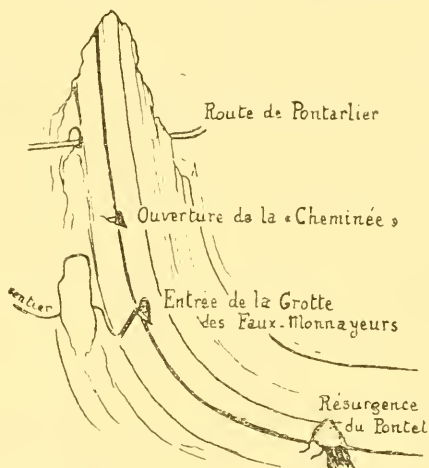 Route de Pontarlier
Ouverture de la « Cheminée »
sentier
Entrée de la Grotte
des Faux-Monnayeurs
Résurgence
du Pontet